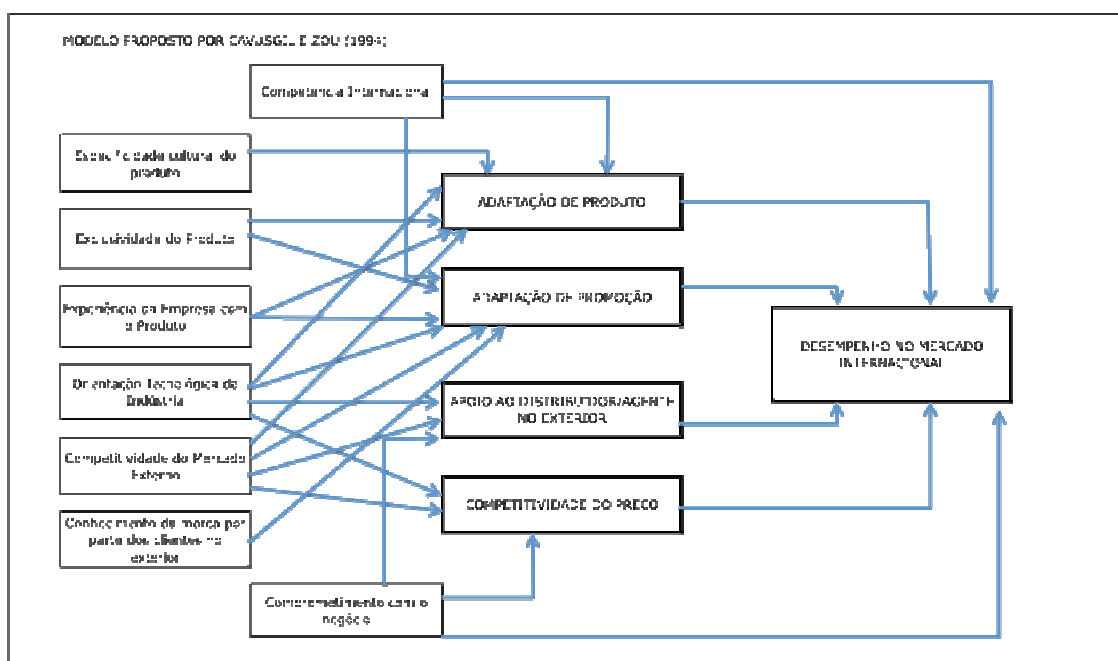 MODELO PROPOSTO POR CAVUSGIL E ZOU (1994)
Competência Internacional
Especificidade cultural do
produto
ADAPTAÇÃO DE PRODUTO
Exclusividade do Produto
ADAPTAÇÃO DE PROMOÇÃO
Experiência da Empresa com
o Produto
DESEMPENHO NO MERCADO
INTERNACIONAL
Orientação Tecnológica da
Indústria
APOIO AO DISTRIBUIDOR/AGENTE
NO EXTERIOR
Competitividade do Mercado
Externo
COMPETITIVIDADE DO PREÇO
Conhecimento da marca por
parte dos clientes no
exterior
Comprometimento com o
negócio